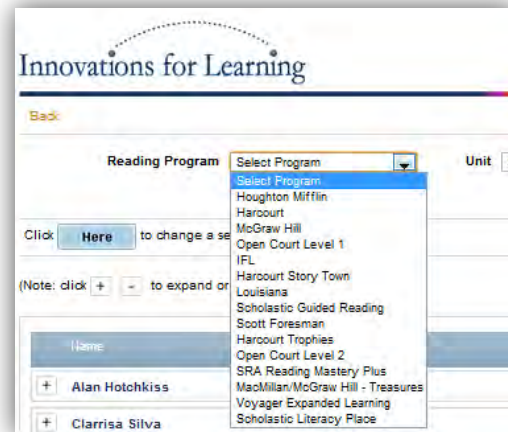 Innovations for Learning
Back
Reading Program Select Program Unit
Select Program
Houghton Mifflin
Harcourt
McGraw Hill
Open Court Level 1
IFL
Harcourt Story Town
Louisiana
Scholastic Guided Reading
Scott Foresman
Harcourt Trophies
Open Court Level 2
SRA Reading Mastery Plus
MacMillan/McGraw Hill - Treasures
Voyager Expanded Learning
Scholastic Literacy Place
Click Here to change a se
(Note: click + - to expand or
Name
+ Alan Hotchkiss
+ Clarrisa Silva